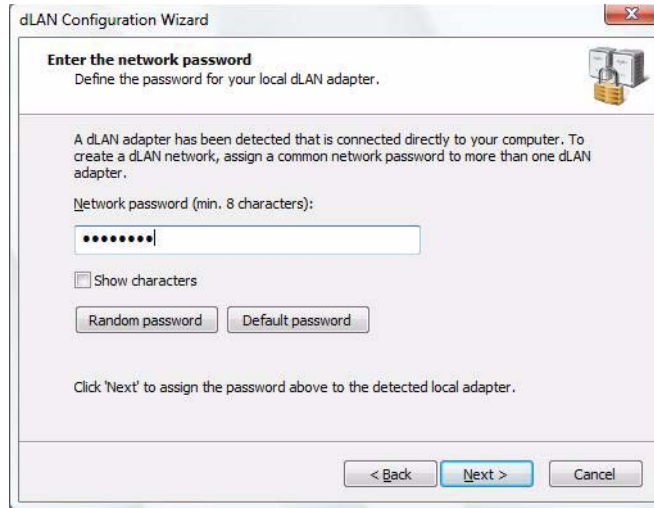 dLAN Configuration Wizard
Enter the network password
Define the password for your local dLAN adapter.
A dLAN adapter has been detected that is connected directly to your computer. To
create a dLAN network, assign a common network password to more than one dLAN
adapter.
Network password (min. 8 characters):
••••••••
Show characters
Random password Default password
Click 'Next' to assign the password above to the detected local adapter.
< Back Next > Cancel